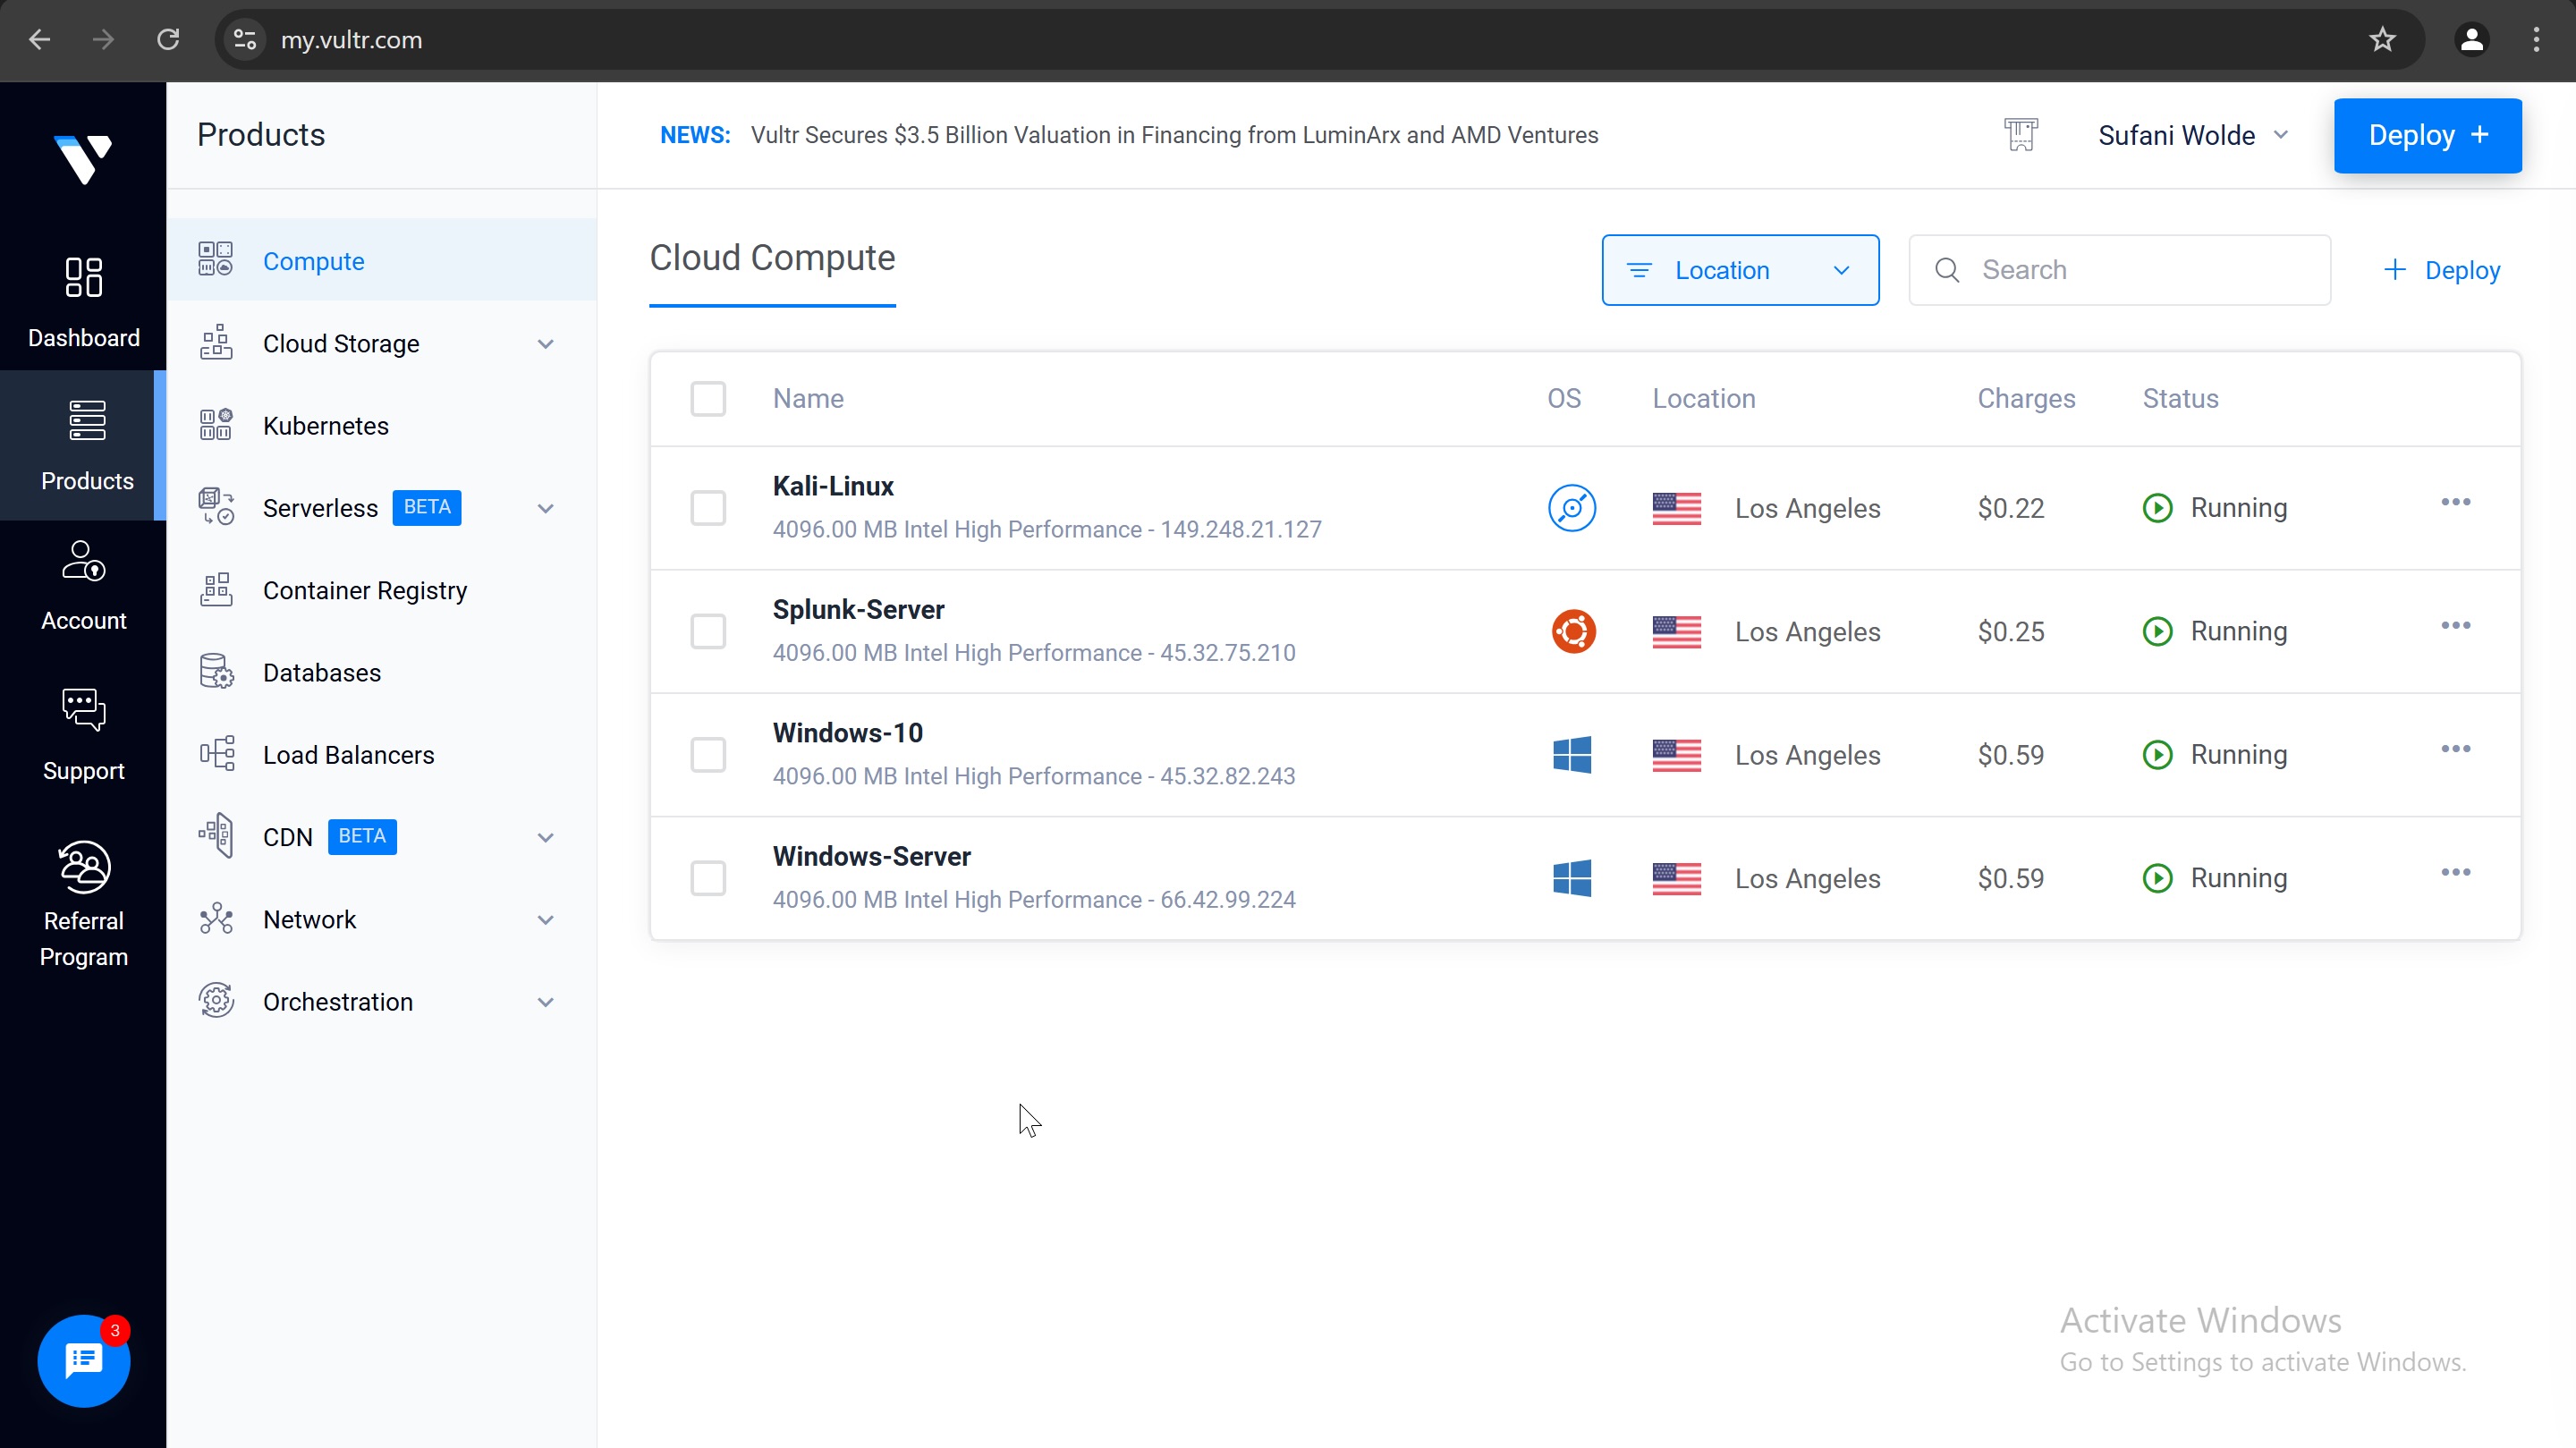 my.vultr.com
Products
NEWS: Vultr Secures $3.5 Billion Valuation in Financing from LuminArx and AMD Ventures
Sufani Wolde
Deploy +
Dashboard
Products
Account
Support
Referral
Program
3
Compute
Cloud Storage
Kubernetes
Serverless BETA
Container Registry
Databases
Load Balancers
CDN BETA
Network
Orchestration
Cloud Compute
Location
Search
+ Deploy
Name OS Location Charges Status
Kali-Linux
4096.00 MB Intel High Performance - 149.248.21.127
Los Angeles $0.22 Running
Splunk-Server
4096.00 MB Intel High Performance - 45.32.75.210
Los Angeles $0.25 Running
Windows-10
4096.00 MB Intel High Performance - 45.32.82.243
Los Angeles $0.59 Running
Windows-Server
4096.00 MB Intel High Performance - 66.42.99.224
Los Angeles $0.59 Running
Activate Windows
Go to Settings to activate Windows.